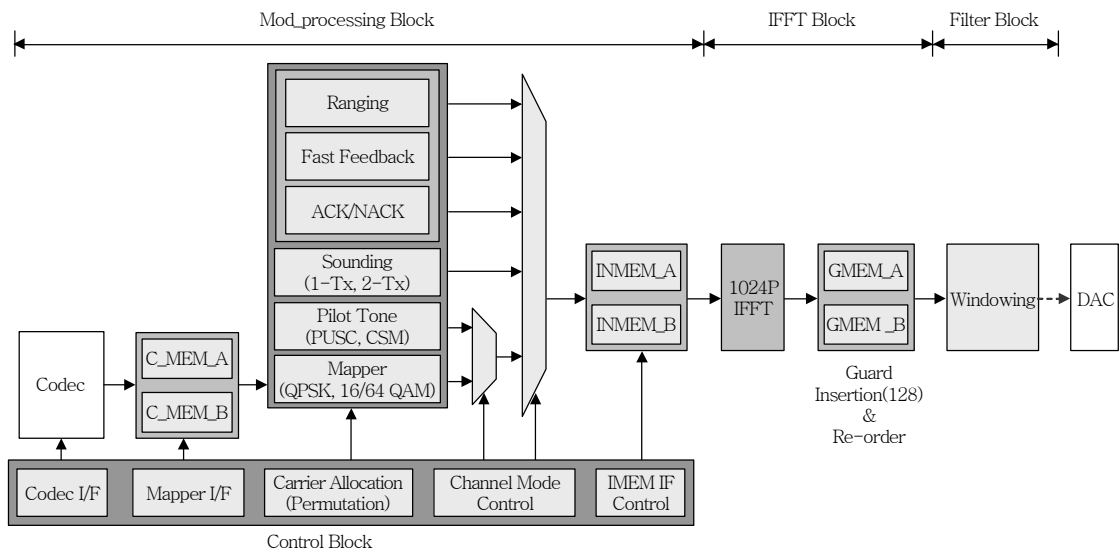 Mod_processing Block
IFFT Block
Filter Block
Ranging
Fast Feedback
ACK/NACK
Sounding
(1-Tx, 2-Tx)
Pilot Tone
(PUSC, CSM)
Mapper
(QPSK, 16/64 QAM)
Codec
C_MEM_A
C_MEM_B
INMEM_A
INMEM_B
1024P
IFFT
GMEM_A
GMEM _B
Guard
Insertion(128)
&
Re-order
Windowing
DAC
Codec I/F
Mapper I/F
Carrier Allocation
(Permutation)
Channel Mode
Control
IMEM IF
Control
Control Block